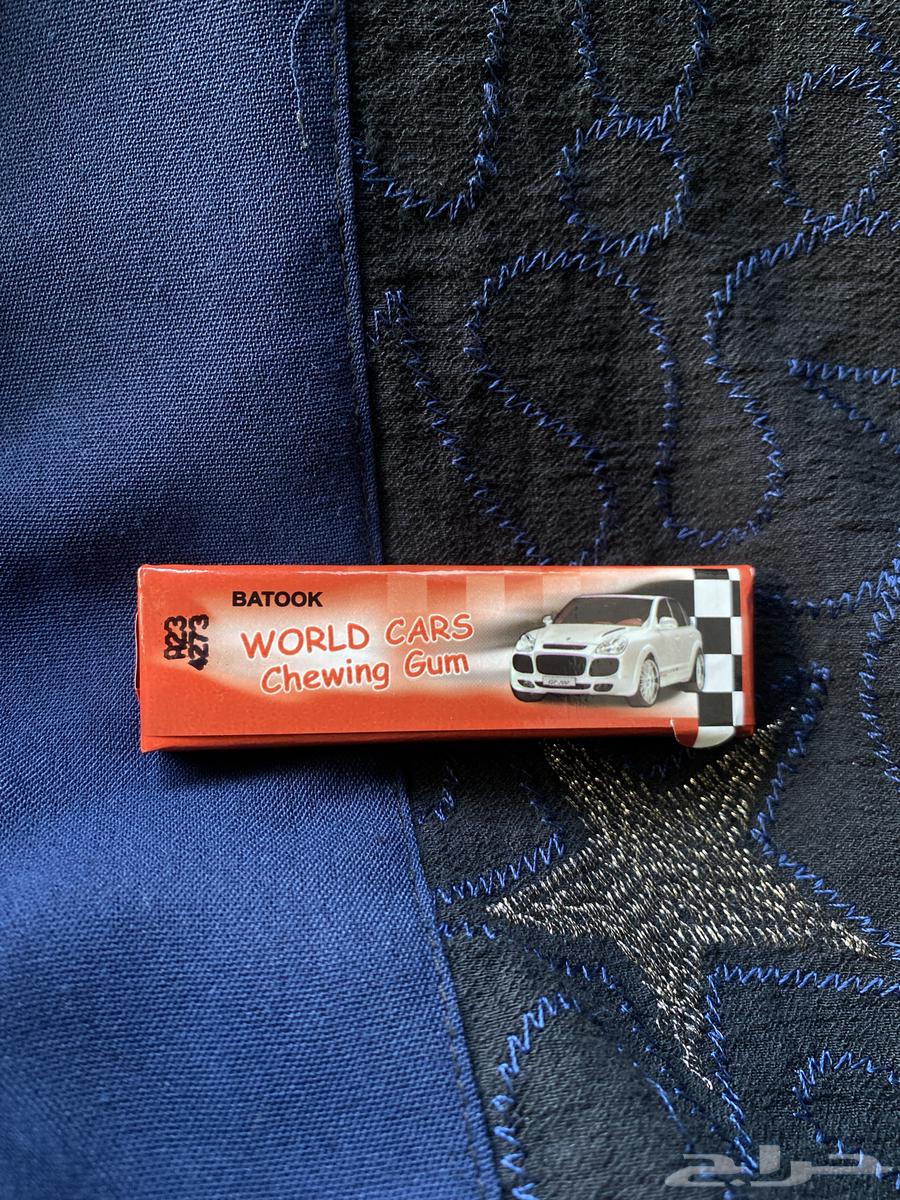 BATOOK
WORLD CARS
Chewing Gum
A23
4273
حراج